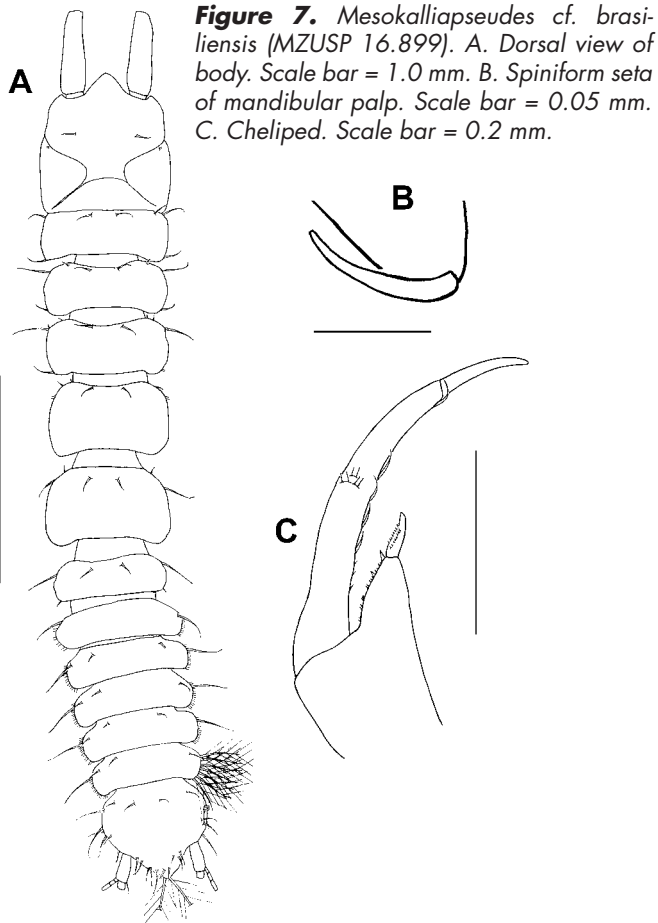 Figure 7. Mesokalliapseudes cf. brasi-
liensis (MZUSP 16.899). A. Dorsal view of
body. Scale bar = 1.0 mm. B. Spiniform seta
of mandibular palp. Scale bar = 0.05 mm.
C. Cheliped. Scale bar = 0.2 mm.
A
B
C